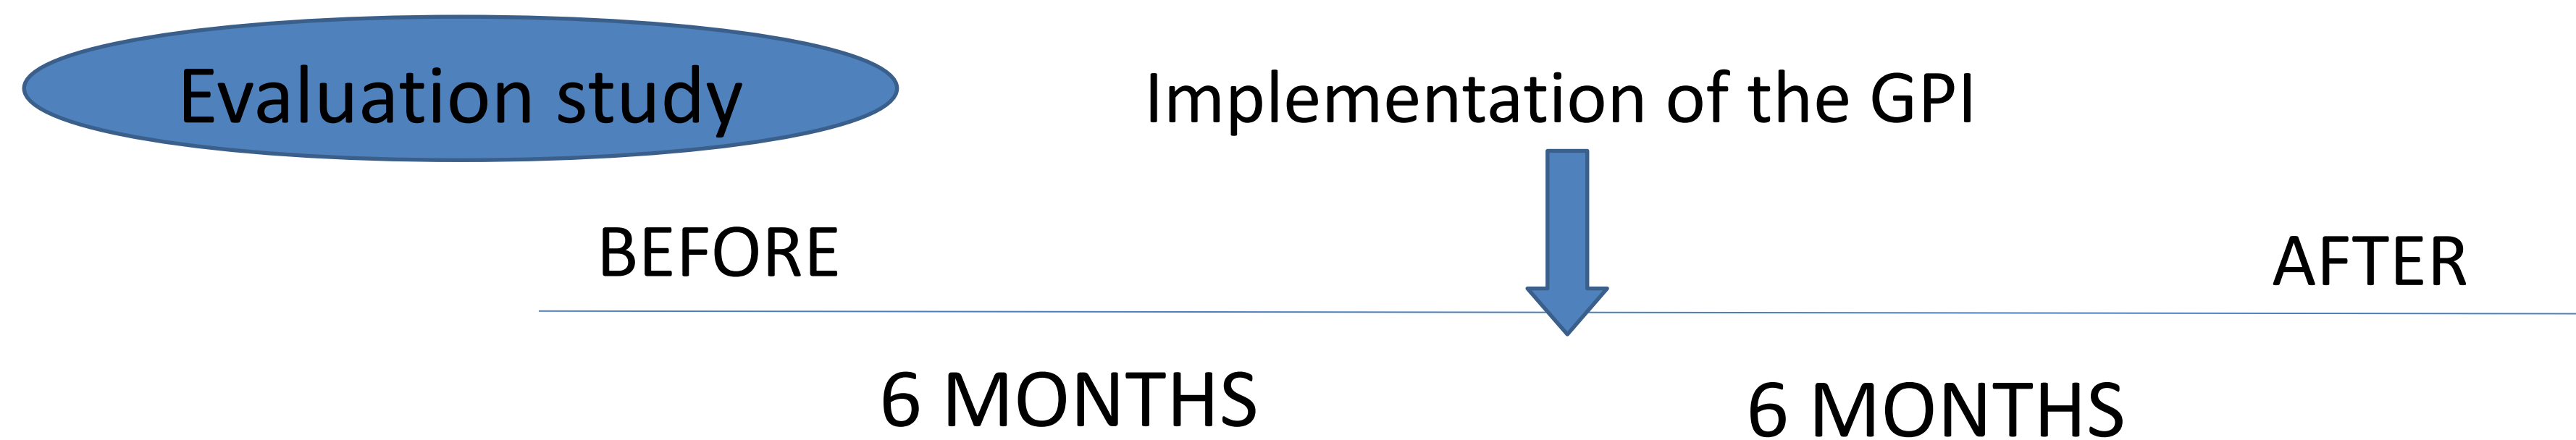 Evaluation study
Implementation of the GPI
BEFORE
AFTER
6 MONTHS
6 MONTHS